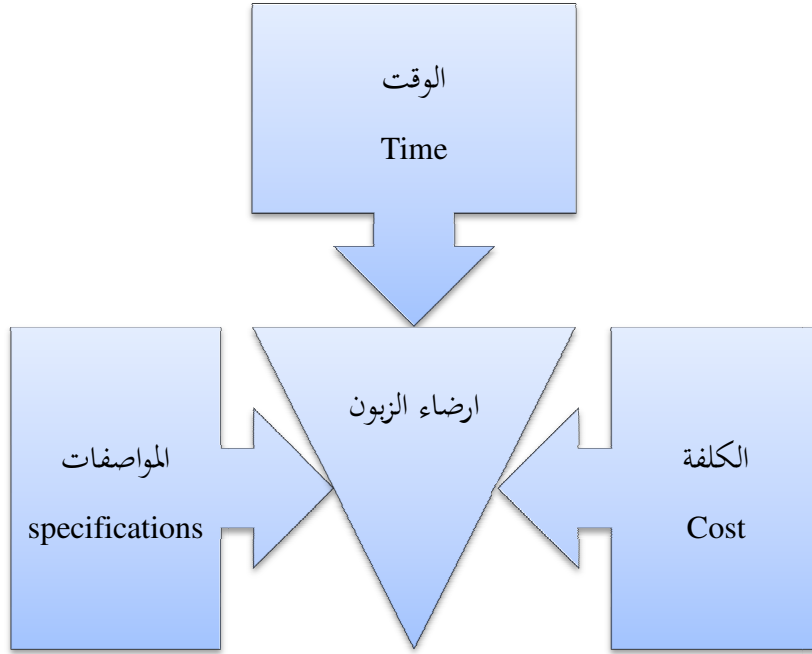 الوقت
Time
ارضاء الزبون
المواصفات
specifications
الكلفة
Cost